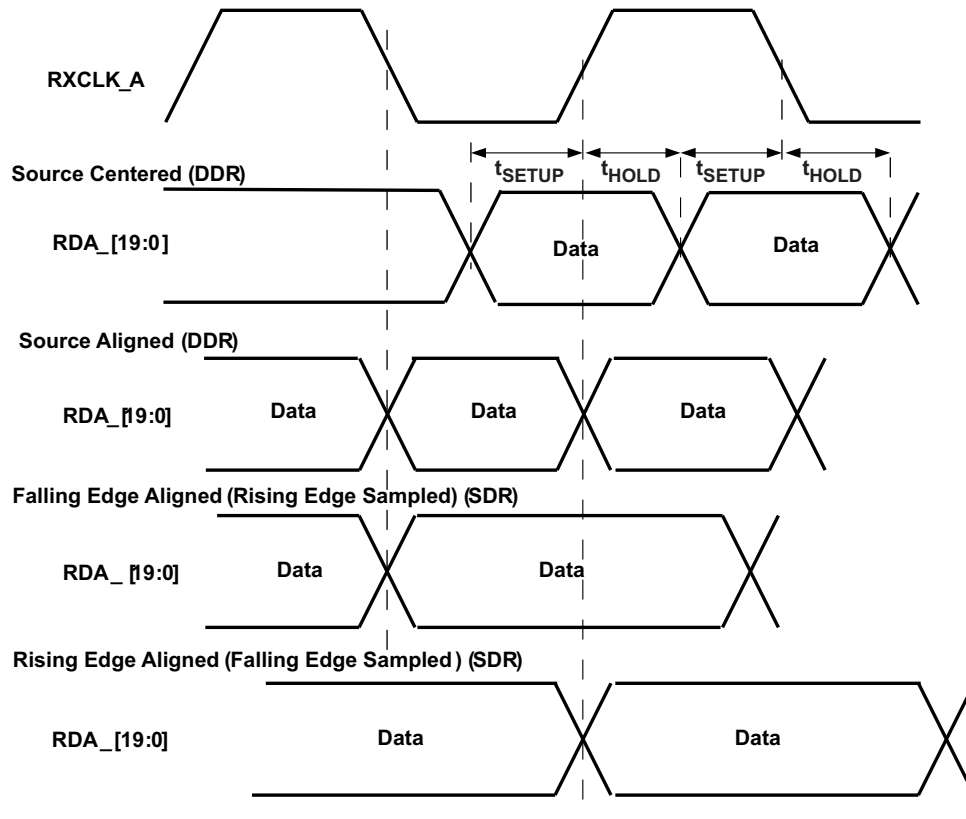 RXCLK_A
tSETUP tHOLD tSETUP tHOLD
Source Centered (DDR)
RDA_[19:0] Data Data
Source Aligned (DDR)
RDA_[19:0] Data Data Data
Falling Edge Aligned (Rising Edge Sampled) (SDR)
RDA_ [19:0] Data Data
Rising Edge Aligned (Falling Edge Sampled) (SDR)
RDA_[19:0] Data Data